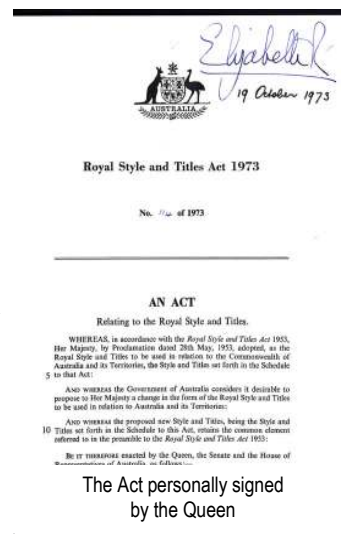 Elizabeth R
19 October 1973
AUSTRALIA
Royal Style and Titles Act 1973
No. 114 of 1973
AN ACT
Relating to the Royal Style and Titles.
WHEREAS, in accordance with the Royal Style and Titles Act 1953,
Her Majesty, by Proclamation dated 28th May, 1953, adopted, as the
Royal Style and Titles to be used in relation to the Commonwealth of
Australia and its Territories, the Style and Titles set forth in the Schedule
5 to that Act:
AND WHEREAS the Government of Australia considers it desirable to
propose to Her Majesty a change in the form of the Royal Style and Titles
to be used in relation to Australia and its Territories:
AND WHEREAS the proposed new Style and Titles, being the Style and
10 Titles set forth in the Schedule to this Act, retains the common element
referred to in the preamble to the Royal Style and Titles Act 1953:
BE IT THEREFORE enacted by the Queen, the Senate and the House of
Representatives of Australia, as follows:—
The Act personally signed
by the Queen